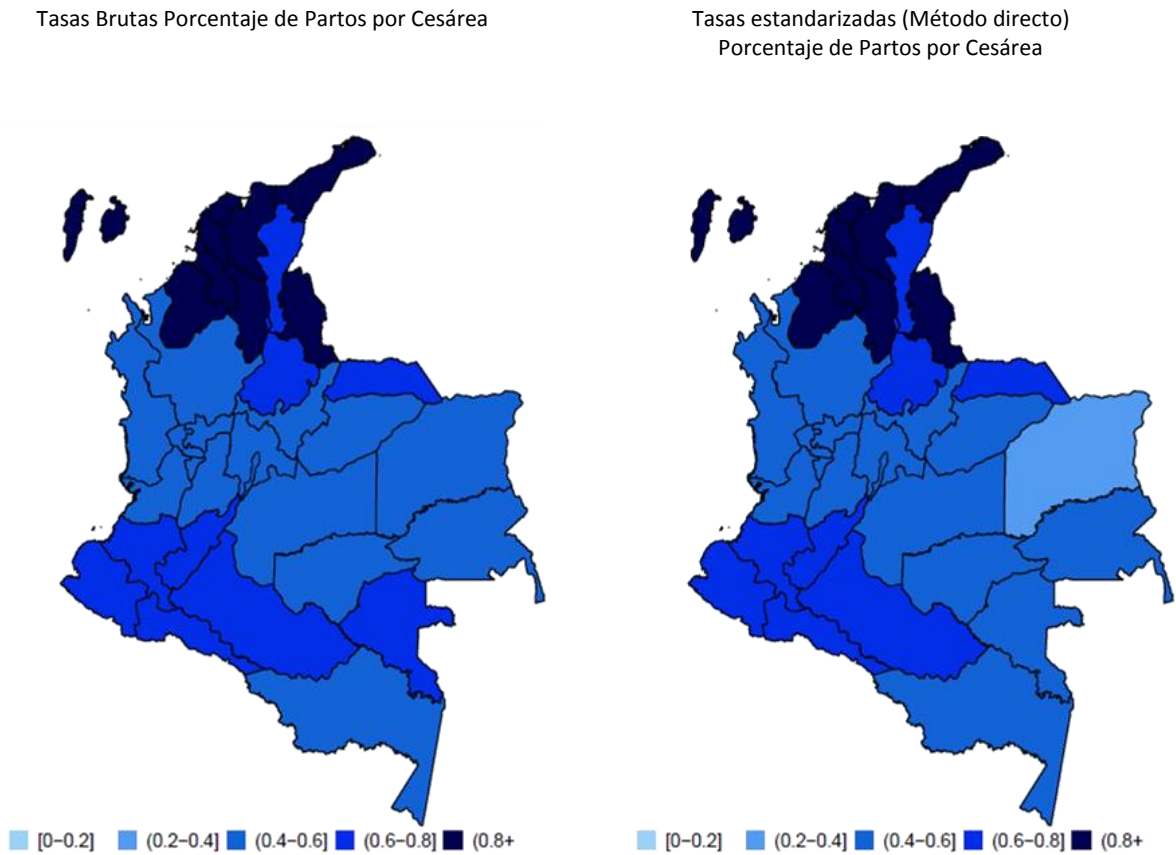 Tasas Brutas Porcentaje de Partos por Cesárea
Tasas estandarizadas (Método directo)
Porcentaje de Partos por Cesárea
[0−0.2] (0.2−0.4] (0.4−0.6] (0.6−0.8] (0.8+
[0−0.2] (0.2−0.4] (0.4−0.6] (0.6−0.8] (0.8+